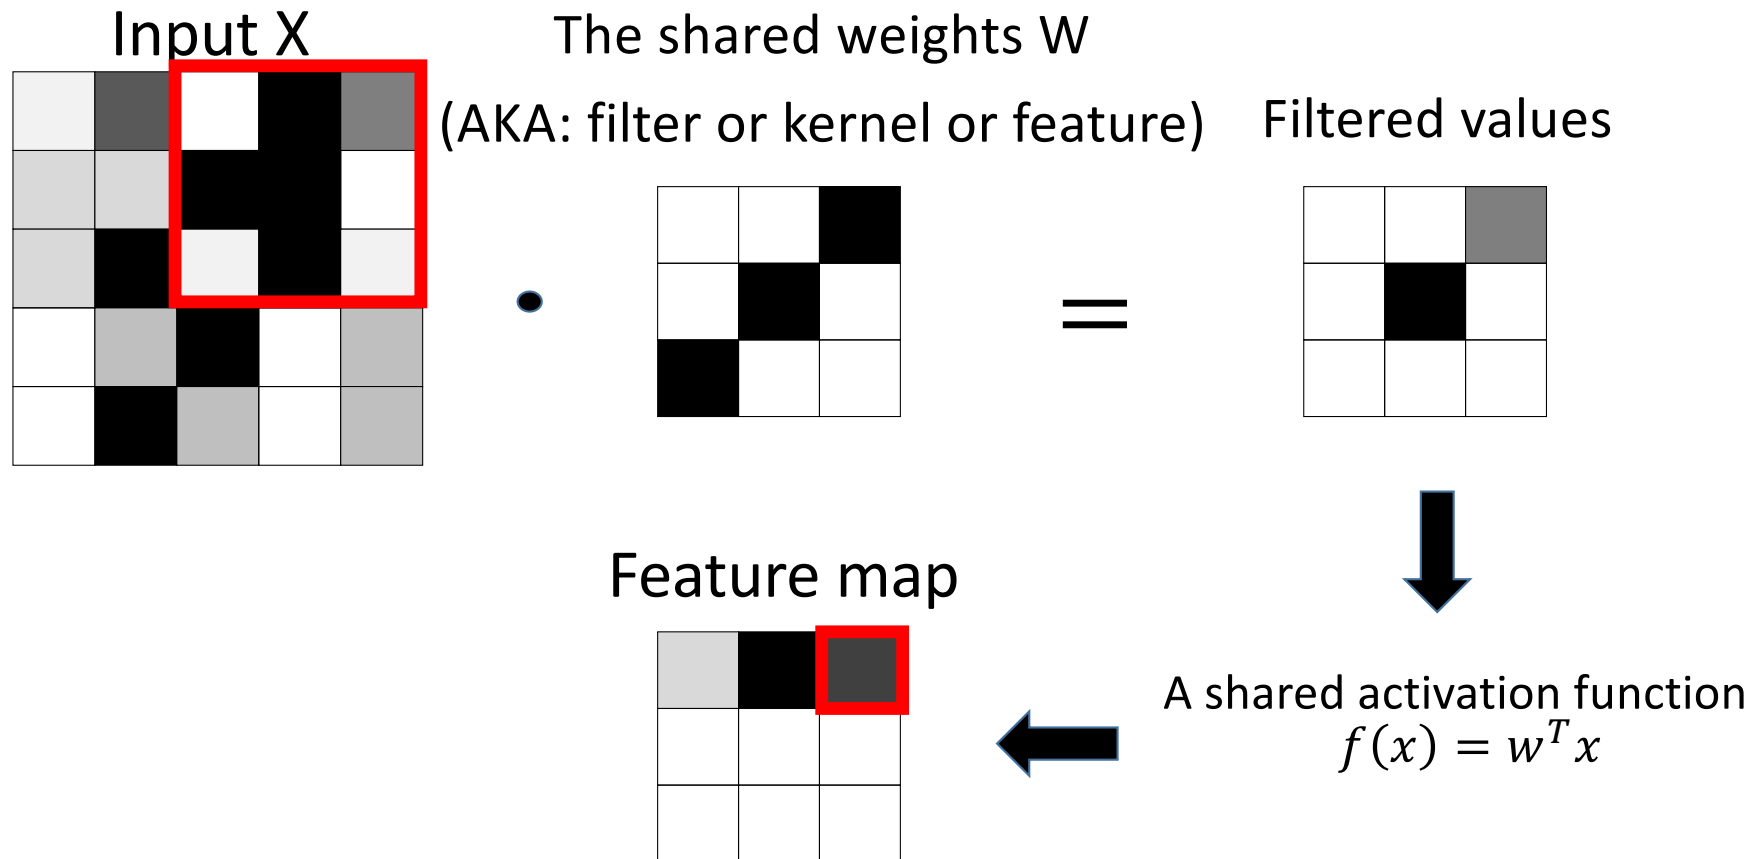 Input X
The shared weights W
(AKA: filter or kernel or feature)
Filtered values
=
Feature map
A shared activation function
f(x) = w^T x